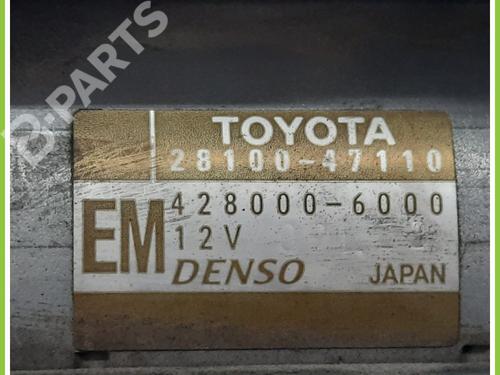 B-PARTS
TOYOTA
28100-47110
EM 428000-6000
12V
DENSO JAPAN